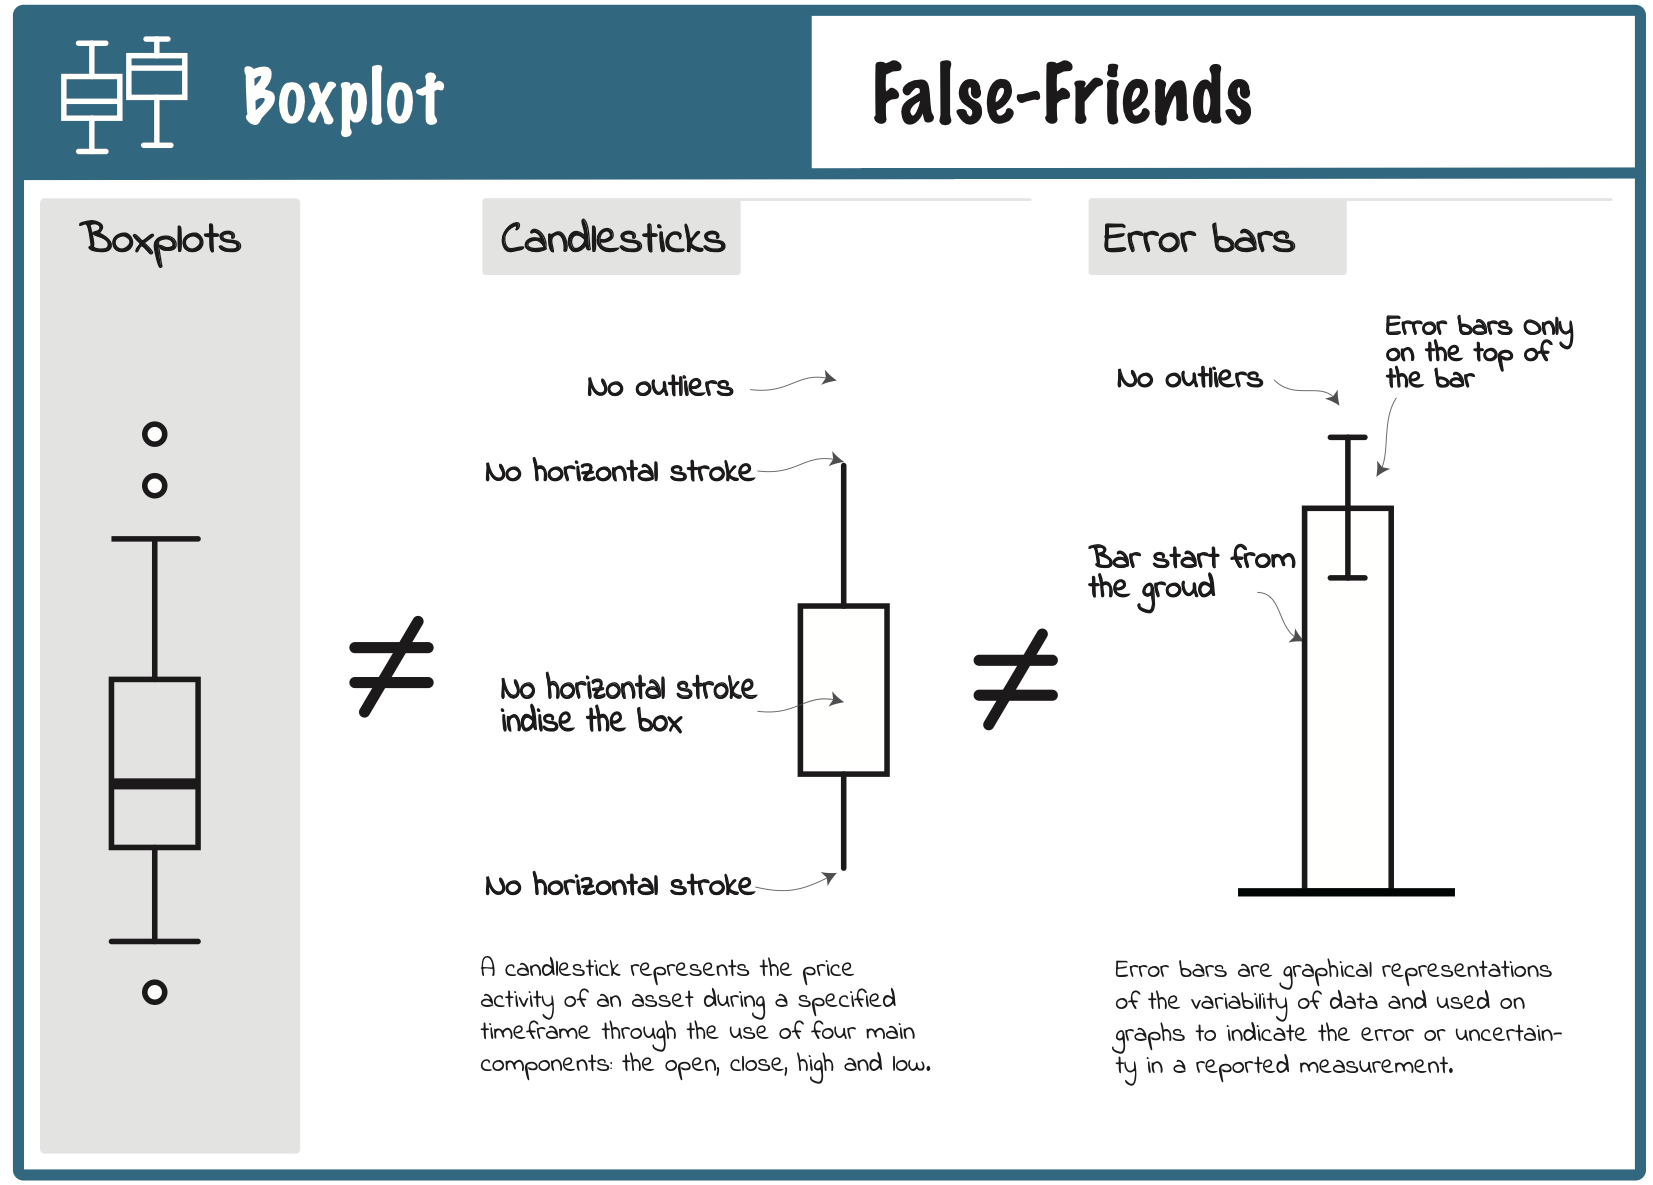 Boxplot
False-Friends
Boxplots
Candlesticks
No outliers
No horizontal stroke
No horizontal stroke
indise the box
No horizontal stroke
A candlestick represents the price
activity of an asset during a specified
timeframe through the use of four main
components: the open, close, high and low.
Error bars
Error bars only
on the top of
the bar
No outliers
Bar start from
the groud
Error bars are graphical representations
of the variability of data and used on
graphs to indicate the error or uncertain-
ty in a reported measurement.